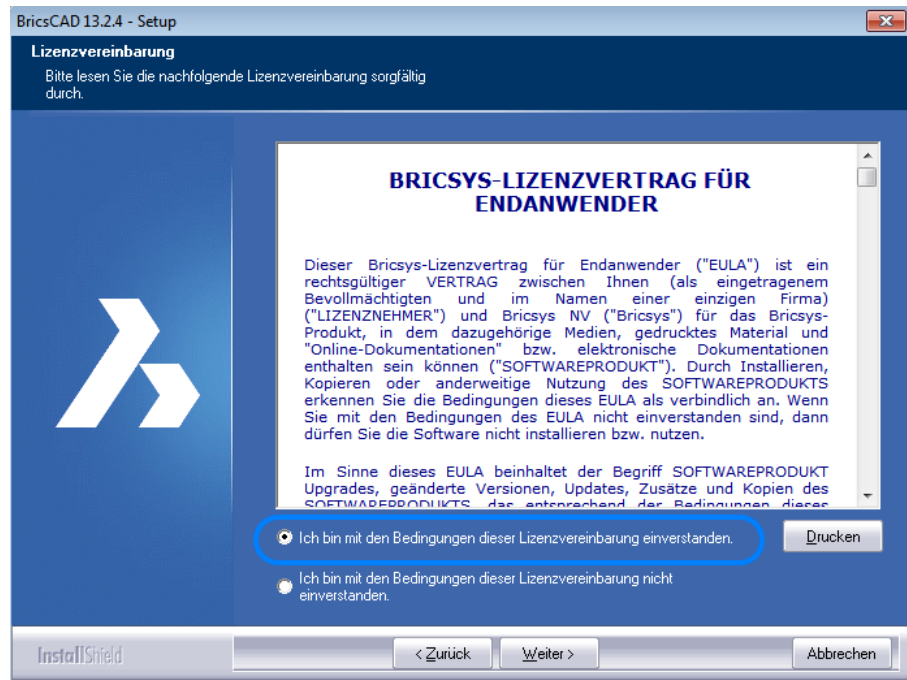 BricsCAD 13.2.4 - Setup
Lizenzvereinbarung
Bitte lesen Sie die nachfolgende Lizenzvereinbarung sorgfältig
durch.
BRICSYS-LIZENZVERTRAG FÜR
ENDANWENDER
Dieser Bricsys-Lizenzvertrag für Endanwender ("EULA") ist ein
rechtsgültiger VERTRAG zwischen Ihnen (als eingetragenem
Bevollmächtigten und im Namen einer einzigen Firma)
("LIZENZNEHMER") und Bricsys NV ("Bricsys") für das Bricsys-
Produkt, in dem dazugehörige Medien, gedrucktes Material und
"Online-Dokumentationen" bzw. elektronische Dokumentationen
enthalten sein können ("SOFTWAREPRODUKT"). Durch Installieren,
Kopieren oder anderweitige Nutzung des SOFTWAREPRODUKTS
erkennen Sie die Bedingungen dieses EULA als verbindlich an. Wenn
Sie mit den Bedingungen des EULA nicht einverstanden sind, dann
dürfen Sie die Software nicht installieren bzw. nutzen.
Im Sinne dieses EULA beinhaltet der Begriff SOFTWAREPRODUKT
Upgrades, geänderte Versionen, Updates, Zusätze und Kopien des
SOFTWAREPRODUKTS, das entsprechend der Bedingungen dieses
Ich bin mit den Bedingungen dieser Lizenzvereinbarung einverstanden.
Drucken
Ich bin mit den Bedingungen dieser Lizenzvereinbarung nicht
einverstanden.
InstallShield
< Zurück
Weiter >
Abbrechen